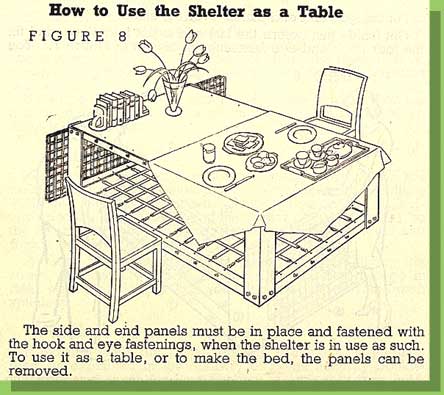 How to Use the Shelter as a Table
FIGURE 8
The side and end panels must be in place and fastened with
the hook and eye fastenings, when the shelter is in use as such.
To use it as a table, or to make the bed, the panels can be
removed.